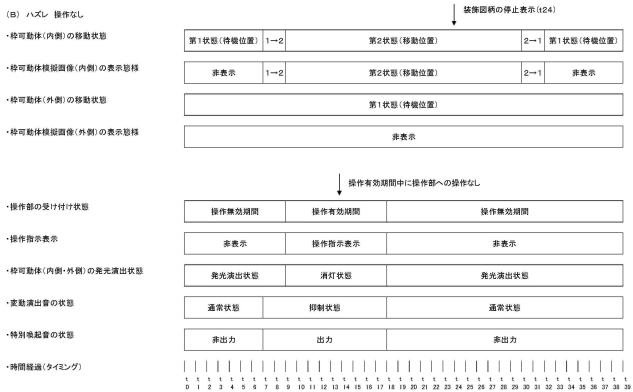 (B) ハズレ 操作なし
装飾図柄の停止表示(t24)
・枠可動体(内側)の移動状態
第1状態(待機位置) 1→2 第2状態(移動位置) 2→1 第1状態(待機位置)
・枠可動体模擬画像(内側)の表示態様
非表示 1→2 第2状態(移動位置) 2→1 非表示
・枠可動体(外側)の移動状態
第1状態(待機位置)
・枠可動体模擬画像(外側)の表示態様
非表示
操作有効期間中に操作部への操作なし
・操作部の受け付け状態
操作無効期間 操作有効期間 操作無効期間
・操作指示表示
非表示 操作指示表示 非表示
・枠可動体(内側・外側)の発光演出状態
発光演出状態 消灯状態 発光演出状態
・変動演出音の状態
通常状態 抑制状態 通常状態
・特別喚起音の状態
非出力 出力 非出力
・時間経過(タイミング)
t t t t t t t t t t t t t t t t t t t t t t t t t t t t t t t t t t t t t t t t
0 1 2 3 4 5 6 7 8 9 10 11 12 13 14 15 16 17 18 19 20 21 22 23 24 25 26 27 28 29 30 31 32 33 34 35 36 37 38 39